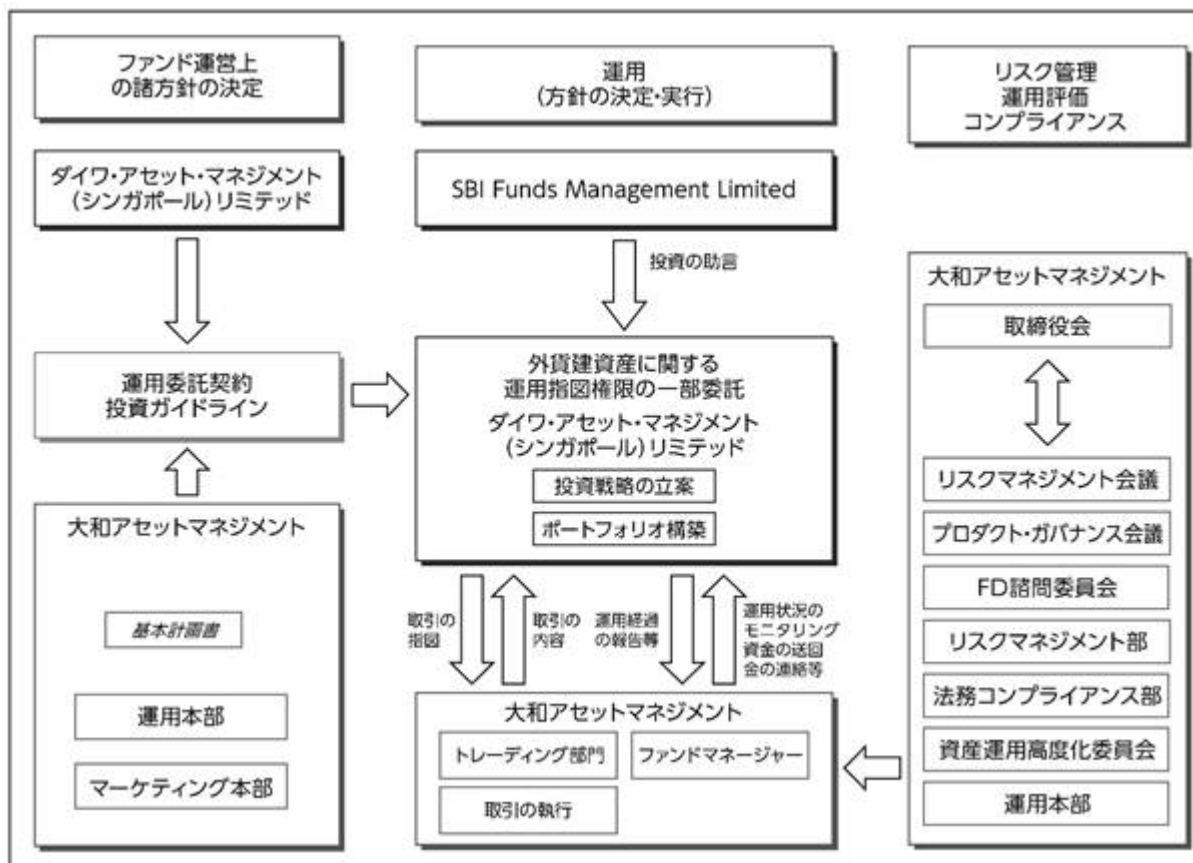 ファンド運営上
の諸方針の決定
運用
(方針の決定・実行)
リスク管理
運用評価
コンプライアンス
ダイワ・アセット・マネジメント
(シンガポール)リミテッド
SBI Funds Management Limited
投資の助言
運用委託契約
投資ガイドライン
外貨建資産に関する
運用指図権限の一部委託
ダイワ・アセット・マネジメント
(シンガポール)リミテッド
投資戦略の立案
ポートフォリオ構築
大和アセットマネジメント
基本計画書
運用本部
マーケティング本部
取引の
指図
取引の
内容
運用経過
の報告等
運用状況の
モニタリング
資金の送回
金の連絡等
大和アセットマネジメント
トレーディング部門
ファンドマネージャー
取引の執行
大和アセットマネジメント
取締役会
リスクマネジメント会議
プロダクト・ガバナンス会議
FD諮問委員会
リスクマネジメント部
法務コンプライアンス部
資産運用高度化委員会
運用本部